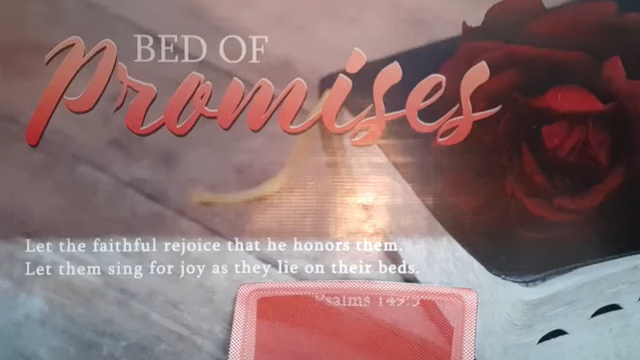 BED OF
Promises
Let the faithful rejoice that he honors them.
Let them sing for joy as they lie on their beds.
Psalms 149:5